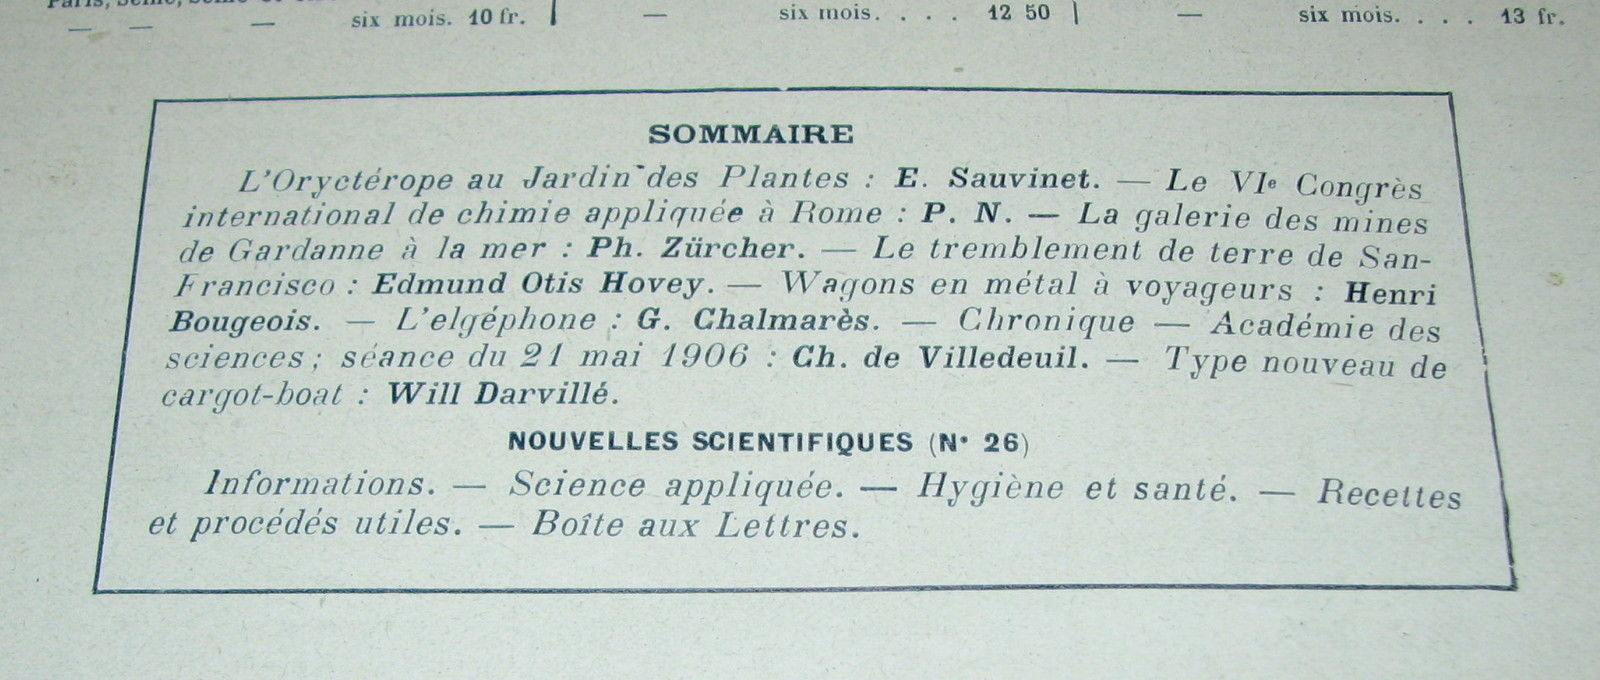 — — — six mois. 10 fr. — six mois. . . . 12 50 — six mois. . . . 13 fr.
SOMMAIRE
L'Oryctérope au Jardin des Plantes : E. Sauvinet. — Le VIe Congrès
international de chimie appliquée à Rome : P. N. — La galerie des mines
de Gardanne à la mer : Ph. Zürcher. — Le tremblement de terre de San-
Francisco : Edmund Otis Hovey. — Wagons en métal à voyageurs : Henri
Bougeois. — L'elgéphone : G. Chalmarès. — Chronique — Académie des
sciences ; séance du 21 mai 1906 : Ch. de Villedeuil. — Type nouveau de
cargot-boat : Will Darvillé.
NOUVELLES SCIENTIFIQUES (N° 26)
Informations. — Science appliquée. — Hygiène et santé. — Recettes
et procédés utiles. — Boîte aux Lettres.